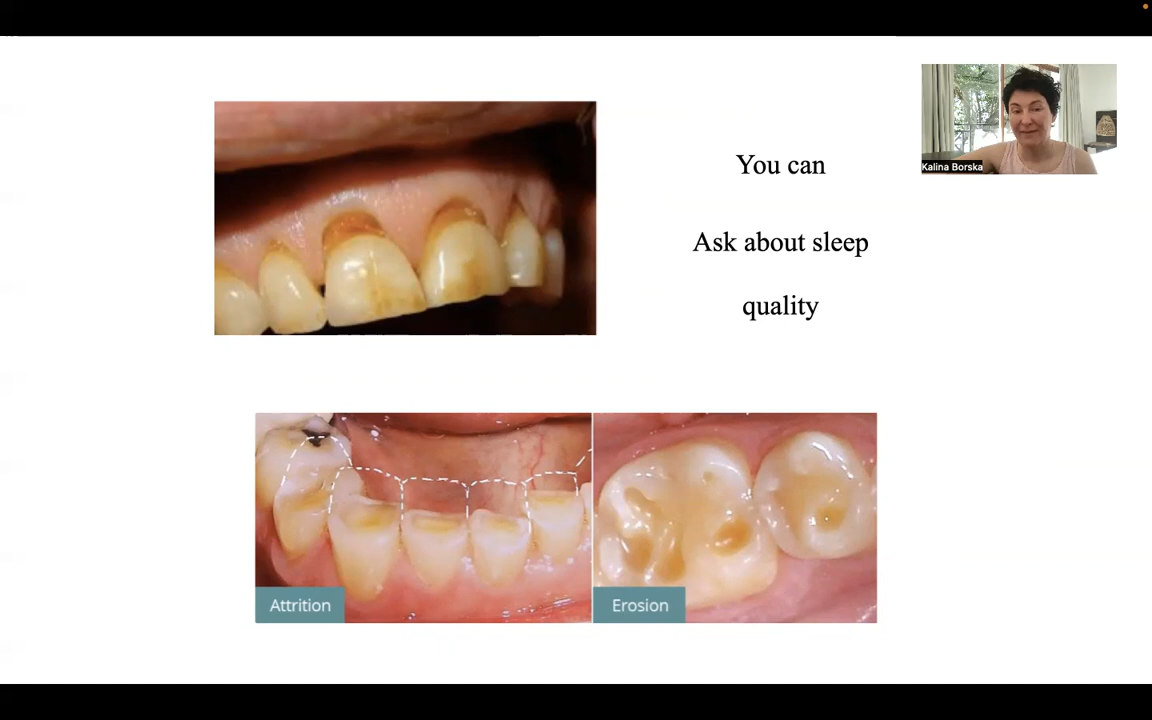 You can
Ask about sleep
quality
Kalina Borska
Attrition
Erosion